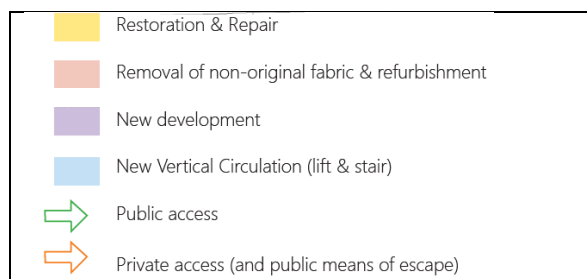 Restoration & Repair
Removal of non-original fabric & refurbishment
New development
New Vertical Circulation (lift & stair)
Public access
Private access (and public means of escape)